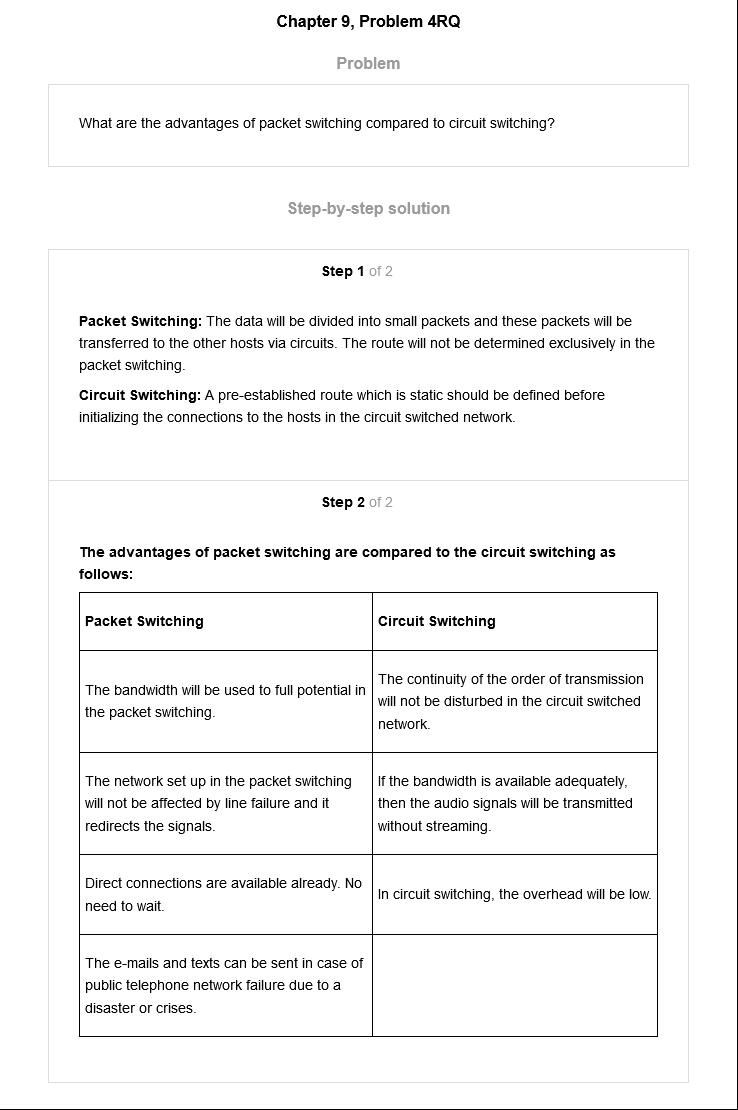 Chapter 9, Problem 4RQ
Problem
What are the advantages of packet switching compared to circuit switching?
Step-by-step solution
Step 1 of 2
Packet Switching: The data will be divided into small packets and these packets will be
transferred to the other hosts via circuits. The route will not be determined exclusively in the
packet switching.
Circuit Switching: A pre-established route which is static should be defined before
initializing the connections to the hosts in the circuit switched network.
Step 2 of 2
The advantages of packet switching are compared to the circuit switching as
follows:
Packet Switching
Circuit Switching
The bandwidth will be used to full potential in
the packet switching.
The continuity of the order of transmission
will not be disturbed in the circuit switched
network.
The network set up in the packet switching
will not be affected by line failure and it
redirects the signals.
If the bandwidth is available adequately,
then the audio signals will be transmitted
without streaming.
Direct connections are available already. No
need to wait.
In circuit switching, the overhead will be low.
The e-mails and texts can be sent in case of
public telephone network failure due to a
disaster or crises.